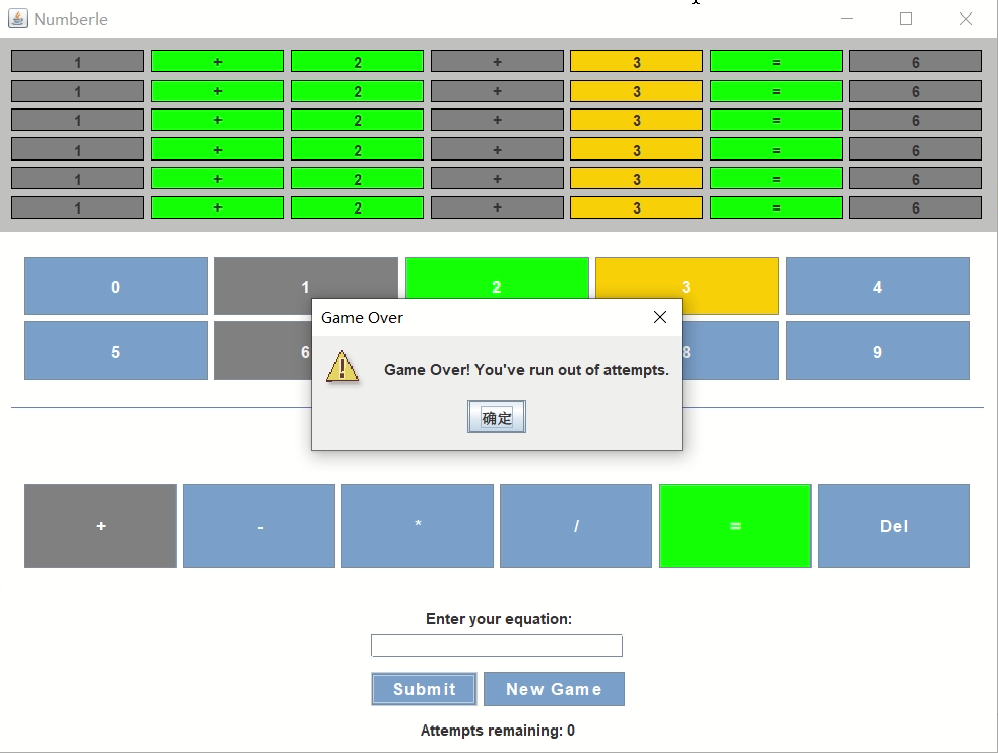 Numberle
1 + 2 + 3 = 6
1 + 2 + 3 = 6
1 + 2 + 3 = 6
1 + 2 + 3 = 6
1 + 2 + 3 = 6
1 + 2 + 3 = 6
0 1 2 3 4
5 6 8 9
Game Over
Game Over! You've run out of attempts.
确定
+ - * / = Del
Enter your equation:
Submit New Game
Attempts remaining: 0